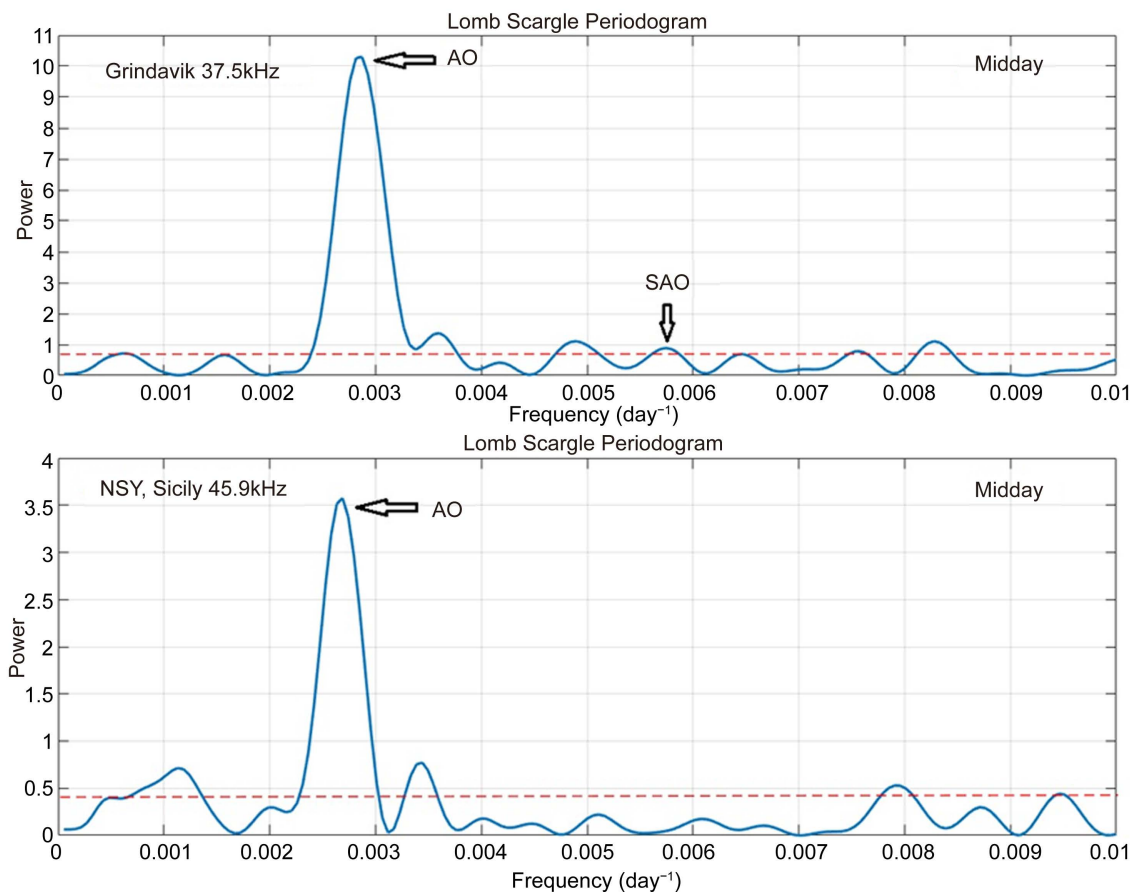 Lomb Scargle Periodogram
11
10
9
8
7
6
5
4
3
2
1
0
Power
Grindavik 37.5kHz
AO
Midday
SAO
0 0.001 0.002 0.003 0.004 0.005 0.006 0.007 0.008 0.009 0.01
Frequency (day⁻¹)
Lomb Scargle Periodogram
4
3.5
3
2.5
2
1.5
1
0.5
0
Power
NSY, Sicily 45.9kHz
AO
Midday
0 0.001 0.002 0.003 0.004 0.005 0.006 0.007 0.008 0.009 0.01
Frequency (day⁻¹)